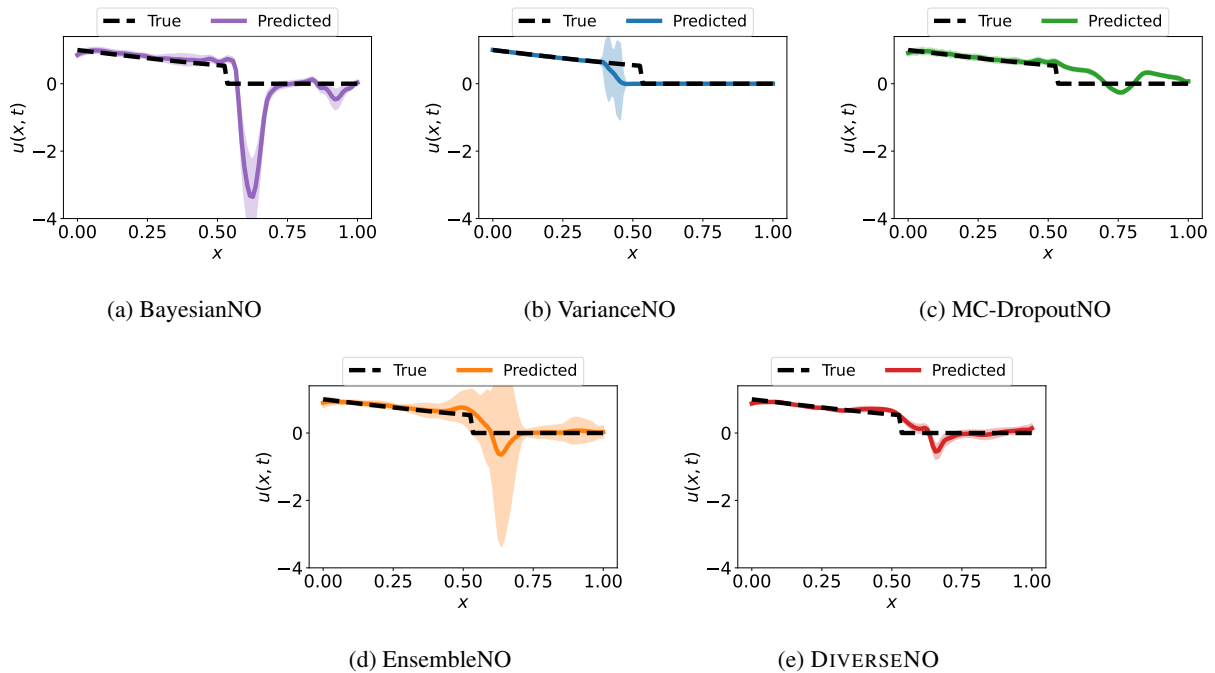 True Predicted
0
−2
−4
u(x, t)
0.00 0.25 0.50 0.75 1.00
x
(a) BayesianNO
True Predicted
0
−2
−4
u(x, t)
0.00 0.25 0.50 0.75 1.00
x
(b) VarianceNO
True Predicted
0
−2
−4
u(x, t)
0.00 0.25 0.50 0.75 1.00
x
(c) MC-DropoutNO
True Predicted
0
−2
−4
u(x, t)
0.00 0.25 0.50 0.75 1.00
x
(d) EnsembleNO
True Predicted
0
−2
−4
u(x, t)
0.00 0.25 0.50 0.75 1.00
x
(e) DIVERSENO